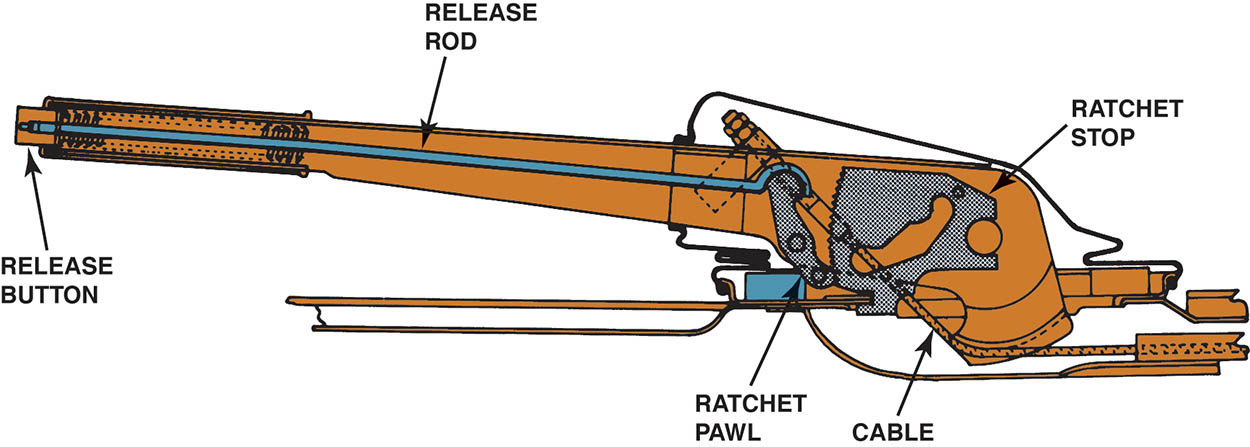 RELEASE
ROD
RATCHET
STOP
RELEASE
BUTTON
RATCHET
PAWL
CABLE